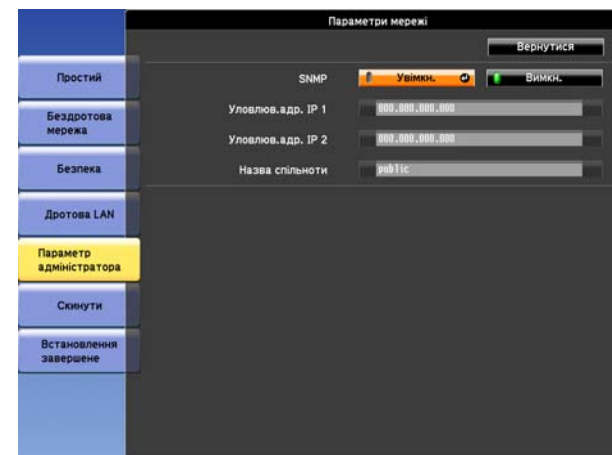 Параметри мережі
Вернутися
Простий
SNMP
Увімкн.
Вимкн.
Бездротова
мережа
Уловлюв.адр. IP 1
000.000.000.000
Уловлюв.адр. IP 2
000.000.000.000
Безпека
Назва спільноти
public
Дротова LAN
Параметр
адміністратора
Скинути
Встановлення
завершене